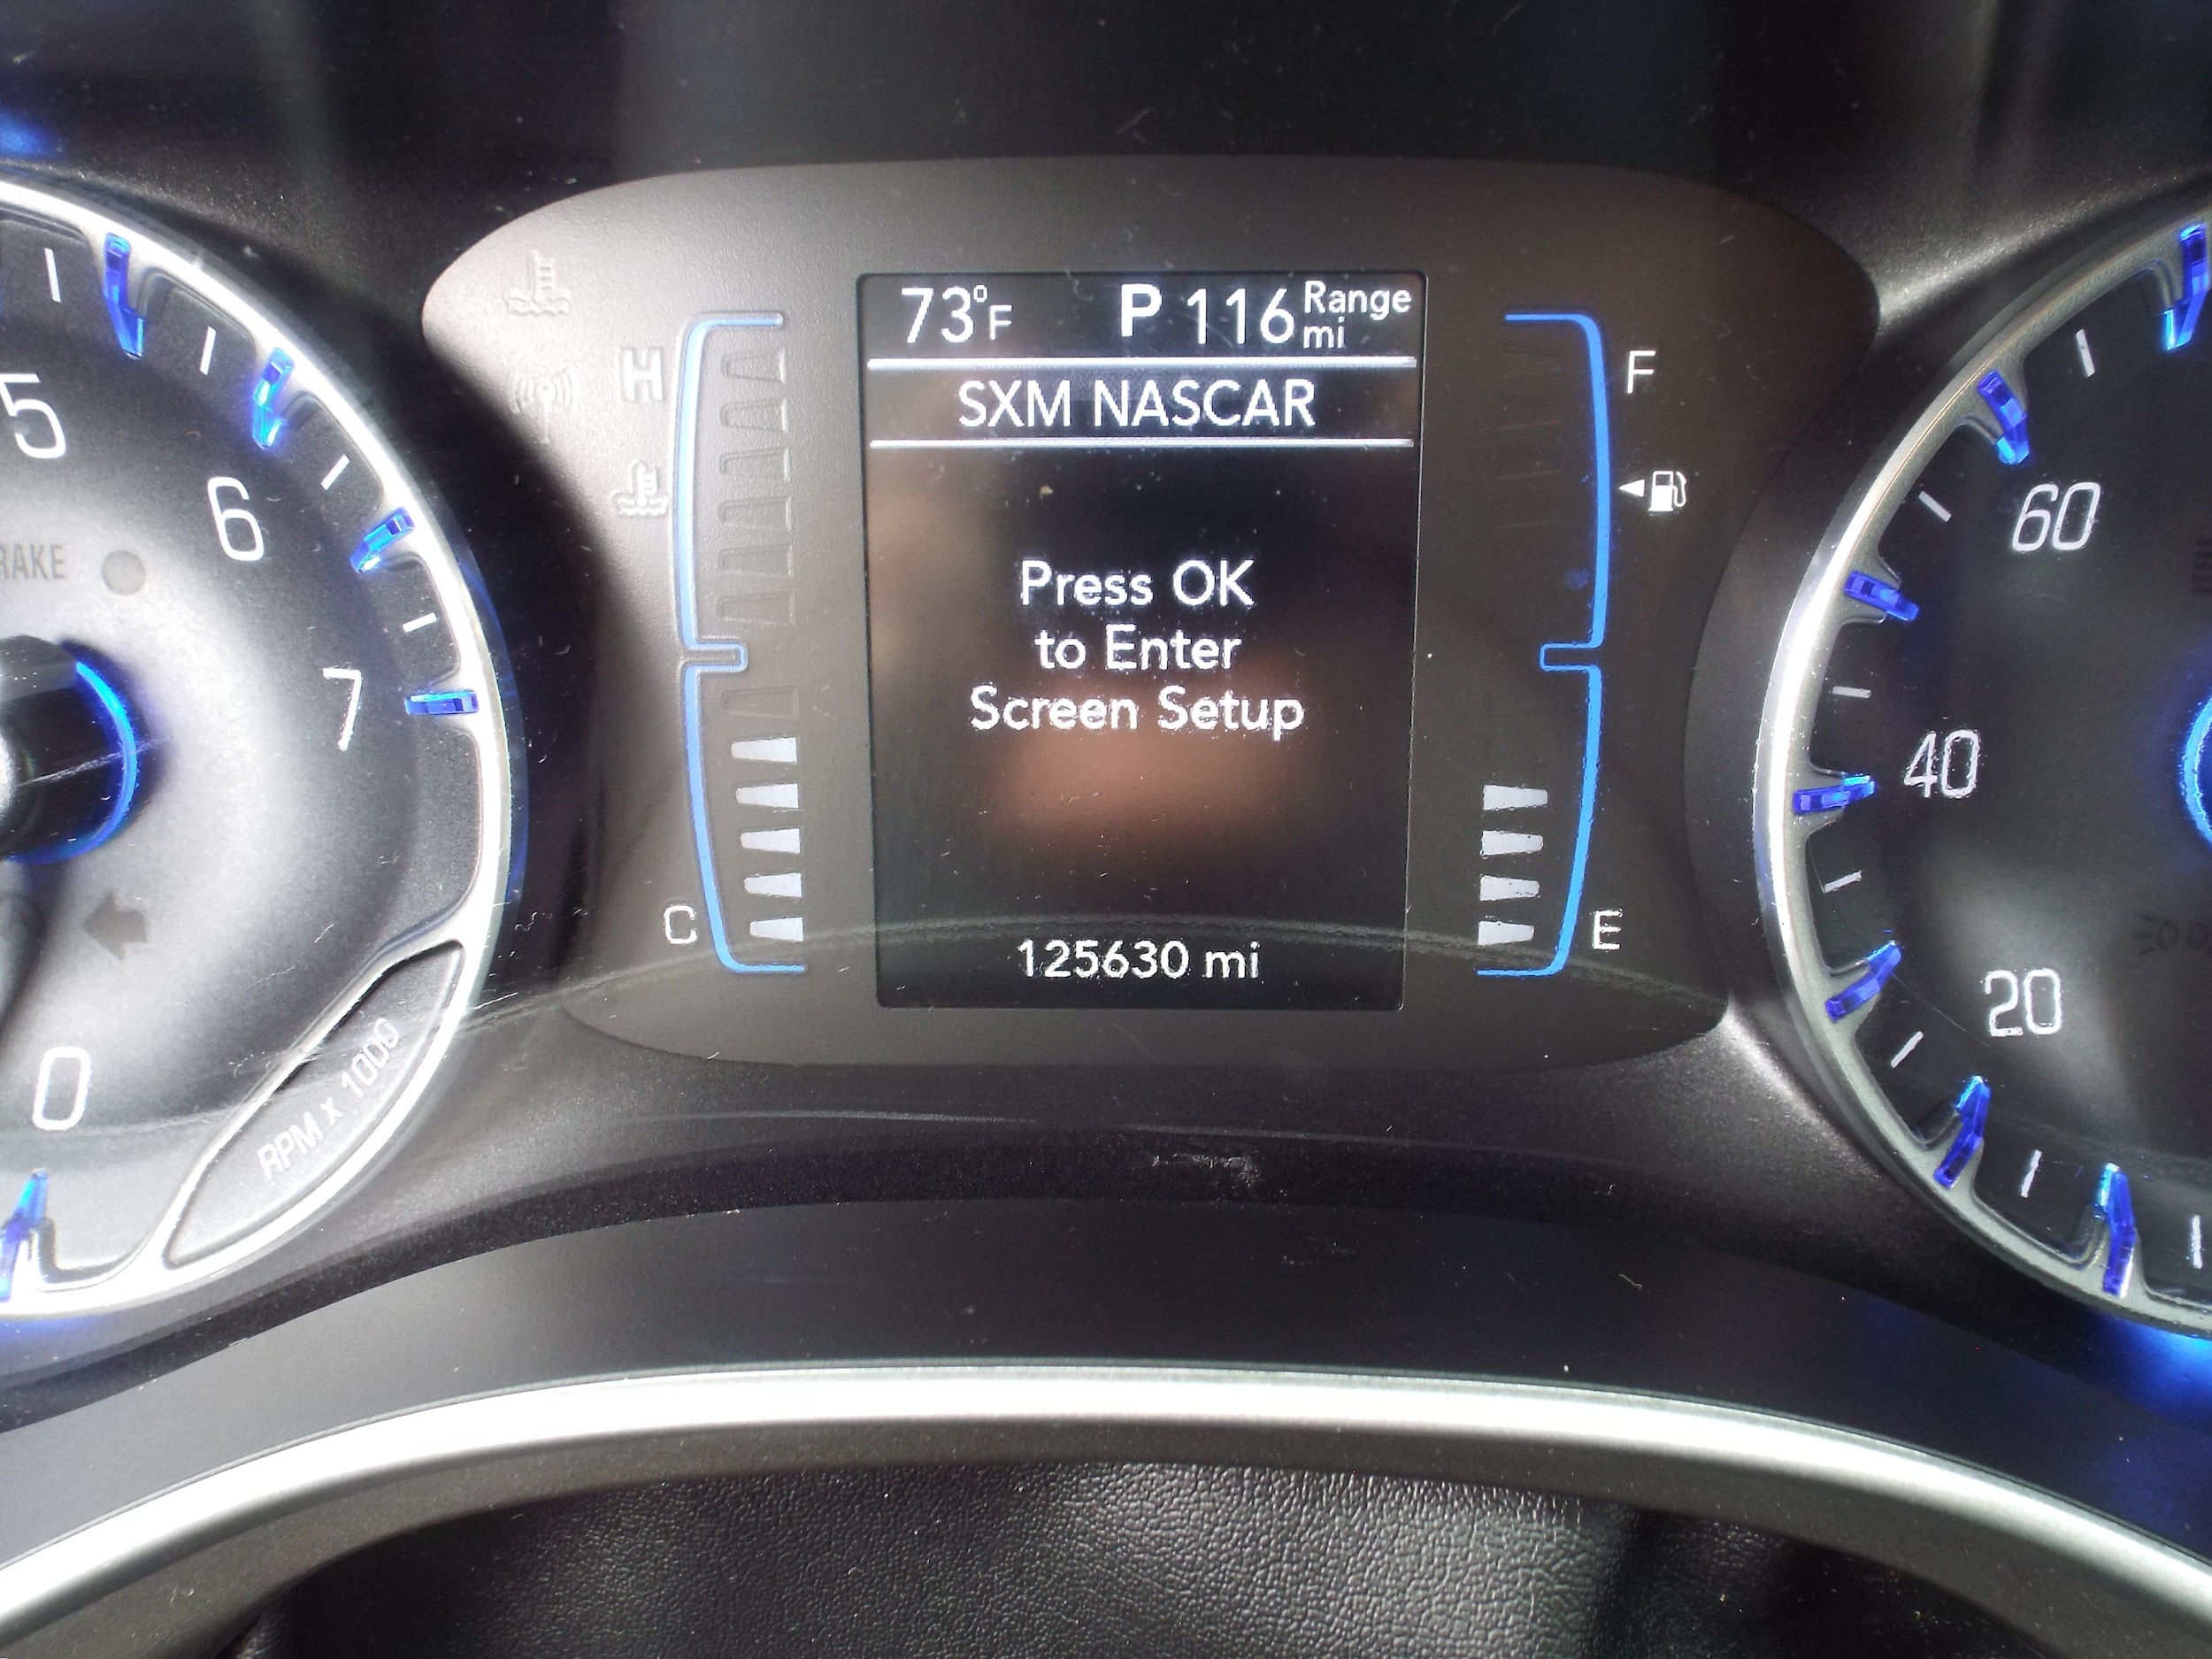 73°F P 116 Range mi
SXM NASCAR
H
F
Press OK
to Enter
Screen Setup
C
E
125630 mi
5
6
7
0
RPM x 1000
60
40
20